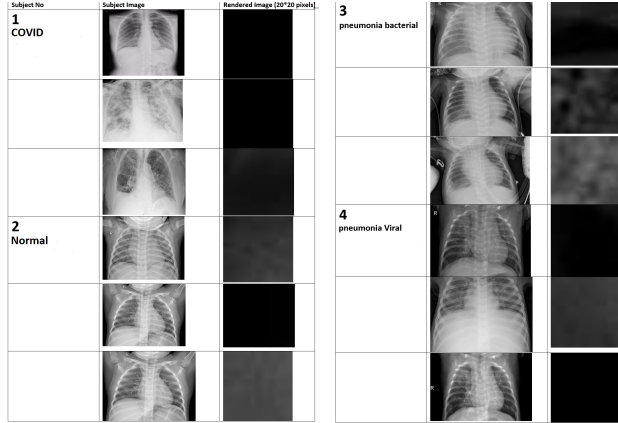 Subject No Subject Image Rendered Image (20*20 pixels)
1
COVID
2
Normal
3
pneumonia bacterial
4
pneumonia Viral
R
R